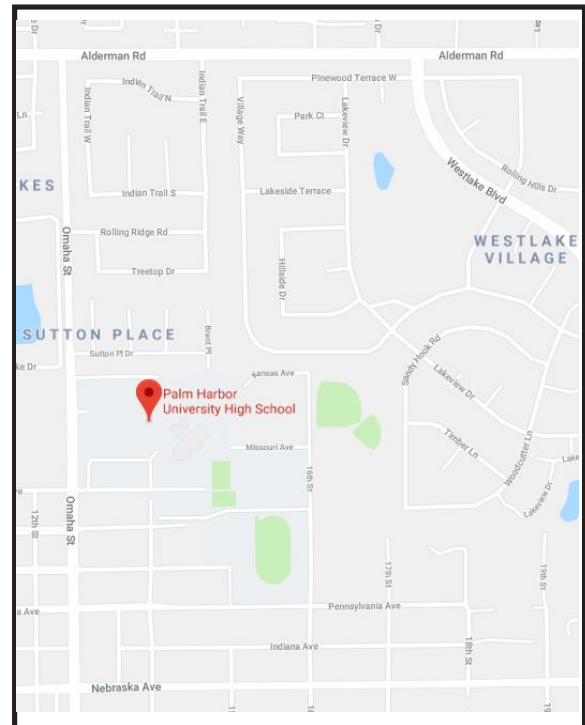 Alderman Rd
Alderman Rd
Indian Trail N
Pinewood Terrace W
Indian Trail W
Indian Trail E
Village Way
Park Ct
Lakeview Dr
Westlake Blvd
Rolling Hills Dr
KES
Indian Trail S
Lakeside Terrace
Omaha St
Rolling Ridge Rd
Treetop Dr
Hillside Dr
WESTLAKE
VILLAGE
SUTTON PLACE
Brent Pl
Sutton Pl Dr
ke Dr
Kansas Ave
Sandy Hook Rd
Lakeview Dr
Palm Harbor
University High School
Missouri Ave
Timber Ln
Woodcutter Ln
Lake
16th St
Lakeview Dr
12th St
Omaha St
17th St
19th St
a Ave
Pennsylvania Ave
Indiana Ave
18th St
Nebraska Ave